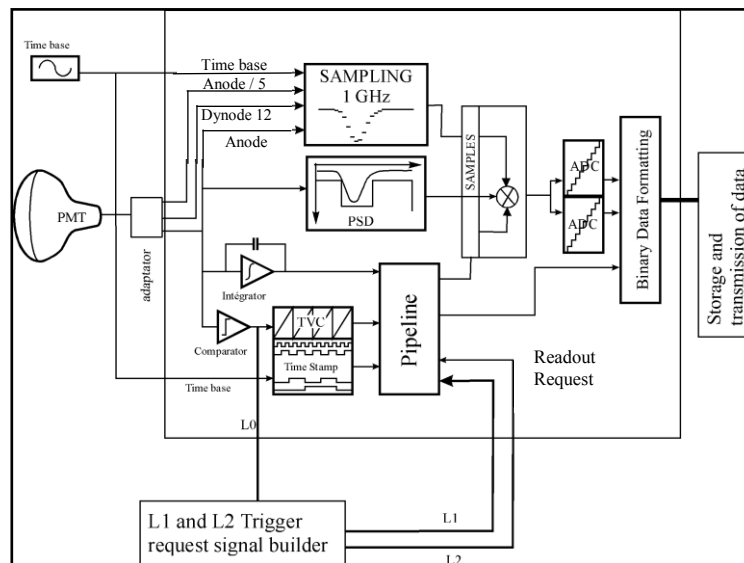 Time base
Time base
Anode / 5
Dynode 12
Anode
SAMPLING
1 GHz
PMT
adaptator
PSD
SAMPLES
ADC
ADC
Binary Data Formatting
Storage and
transmission of data
Intégrator
Comparator
TVC
Time Stamp
Pipeline
Time base
Readout
Request
L0
L1 and L2 Trigger
request signal builder
L1
L2